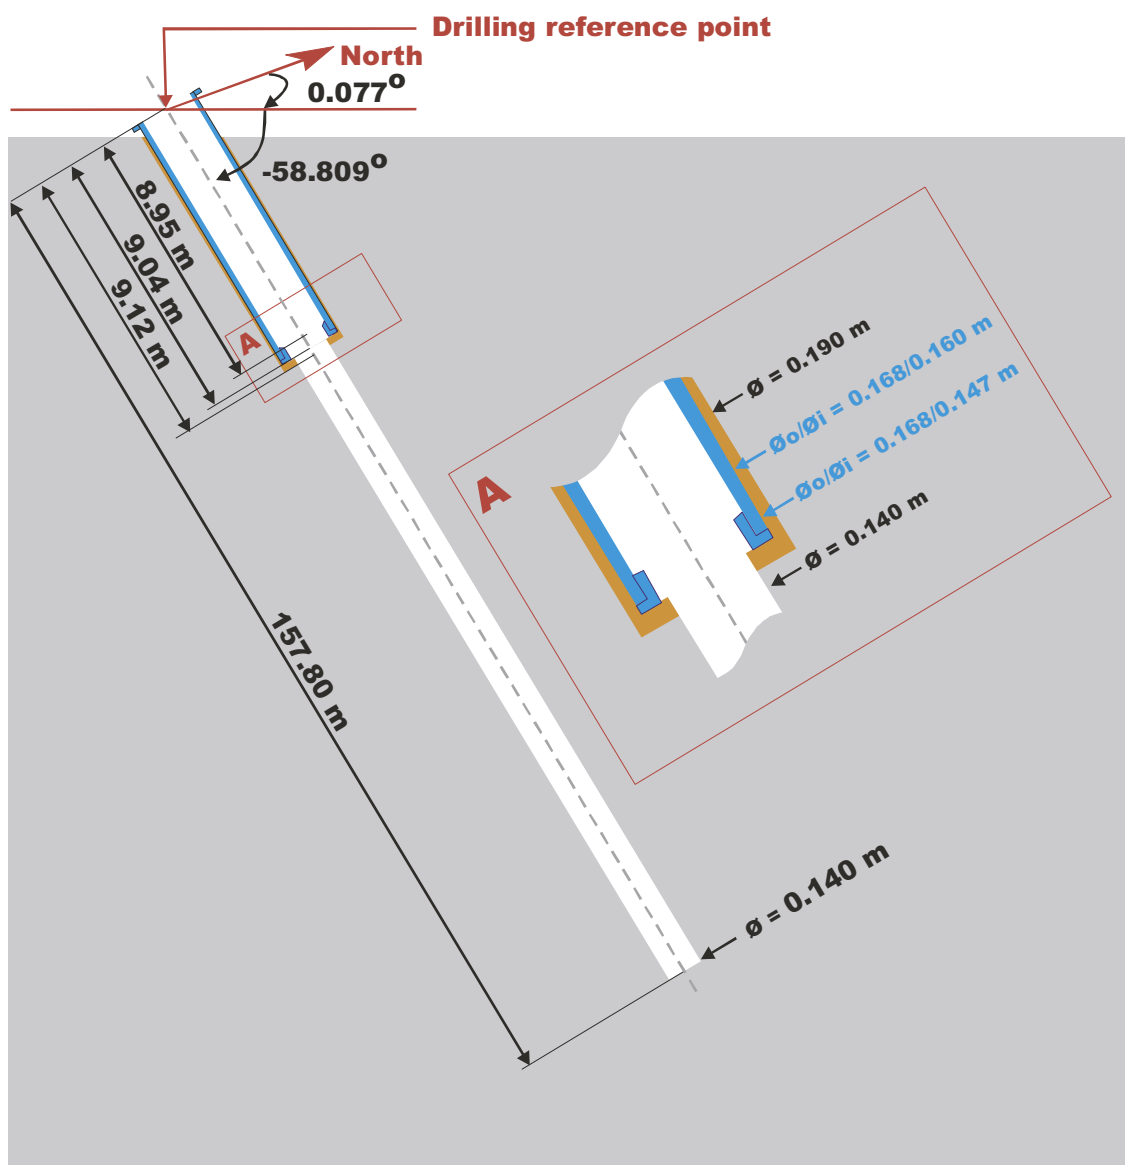 Drilling reference point
North
0.077°
-58.809°
8.95 m
9.04 m
9.12 m
A
157.80 m
A
Ø = 0.190 m
Øo/Øi = 0.168/0.160 m
Øo/Øi = 0.168/0.147 m
Ø = 0.140 m
Ø = 0.140 m